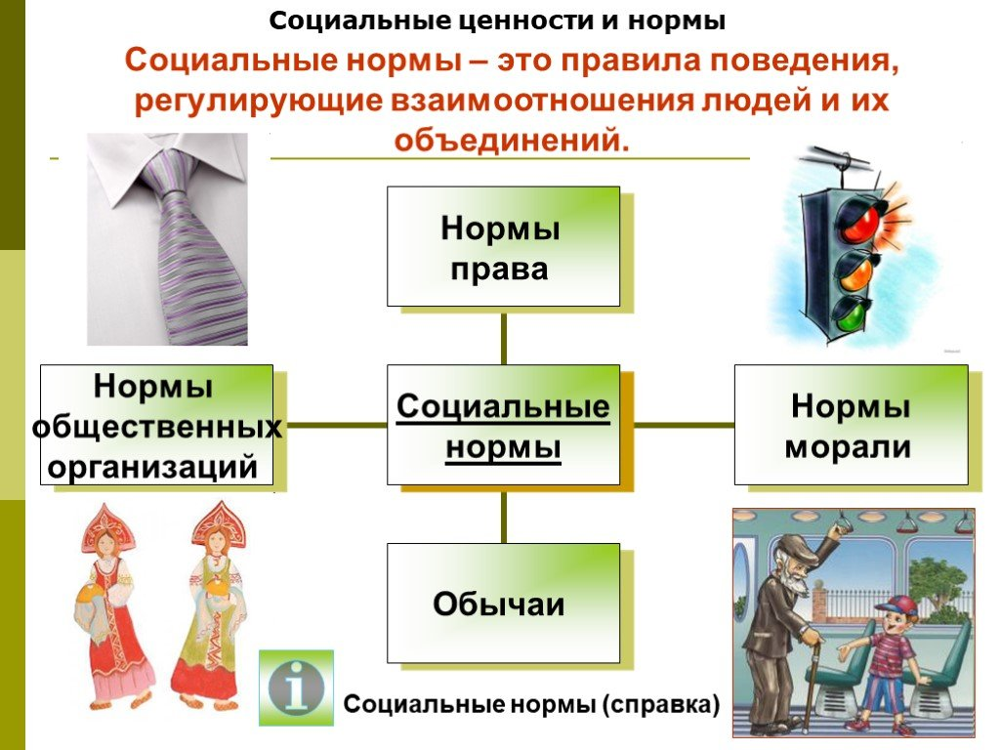 Социальные ценности и нормы
Социальные нормы – это правила поведения,
регулирующие взаимоотношения людей и их
объединений.
Нормы
права
Нормы
общественных
организаций
Социальные
нормы
Нормы
морали
Обычаи
Социальные нормы (справка)